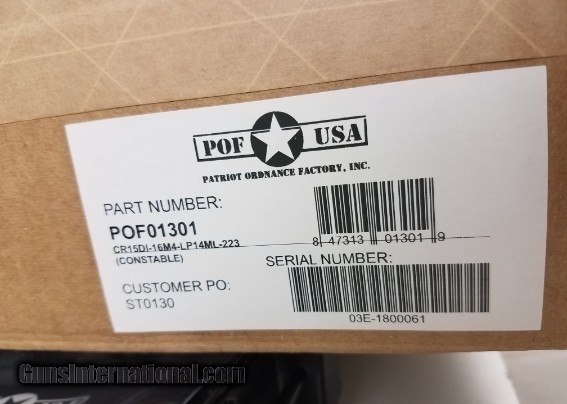 POF USA
PATRIOT ORDNANCE FACTORY, INC.
PART NUMBER:
POF01301
CR15DI-16M4-LP14ML-223
(CONSTABLE)
8 47313 01301 9
CUSTOMER PO:
ST0130
SERIAL NUMBER:
03E-1800061
GunsInternational.com